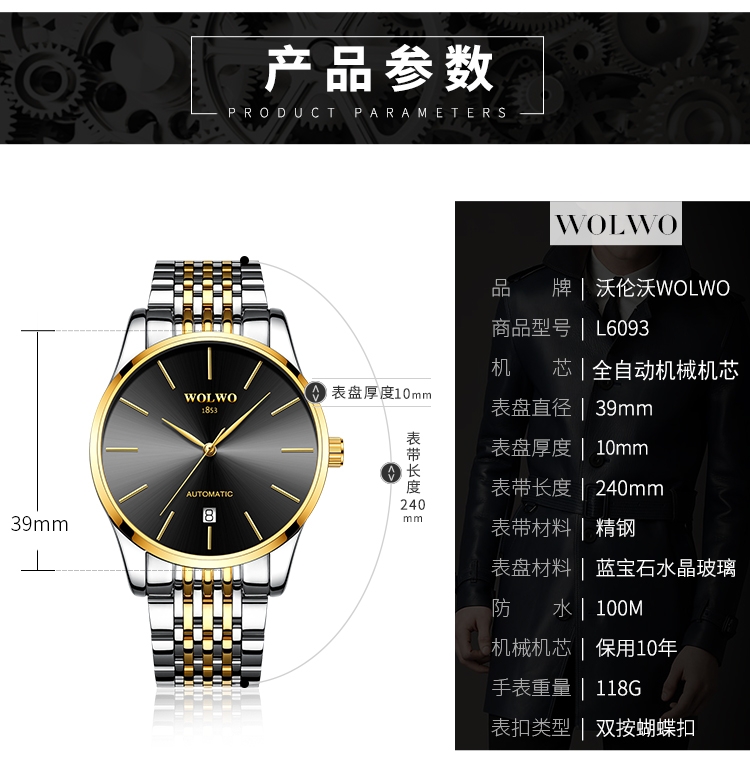 产品参数
PRODUCT PARAMETERS
WOLWO
品 牌 | 沃伦沃WOLWO
商品型号 | L6093
机 芯 | 全自动机械机芯
表盘直径 | 39mm
表盘厚度 | 10mm
表带长度 | 240mm
表带材料 | 精钢
表盘材料 | 蓝宝石水晶玻璃
防 水 | 100M
机械机芯 | 保用10年
手表重量 | 118G
表扣类型 | 双按蝴蝶扣
39mm
表盘厚度10mm
表带长度
240
mm
WOLWO
1853
AUTOMATIC
8